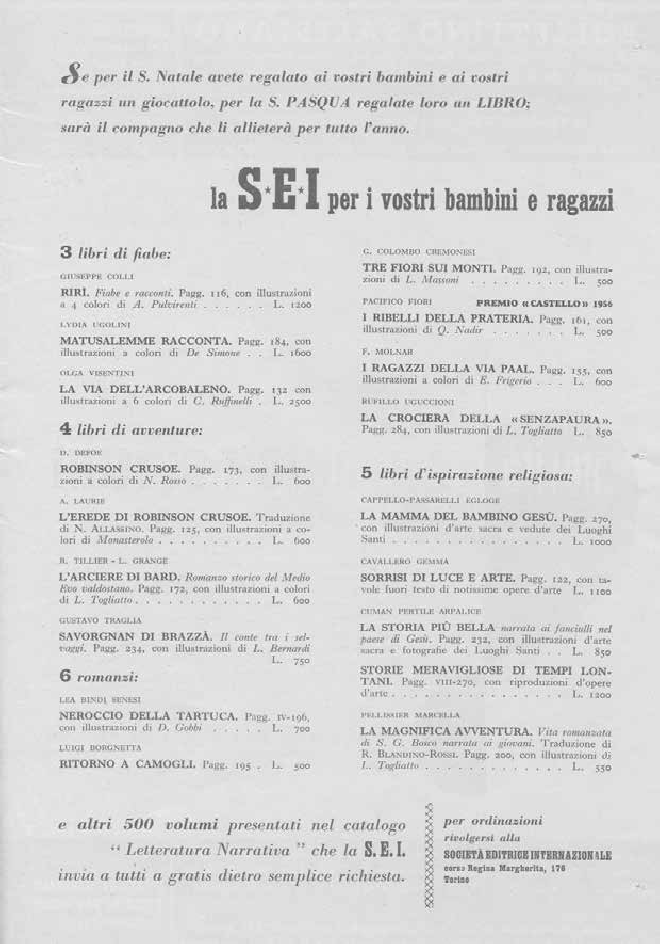 Se per il S. Natale avete regalato ai vostri bambini e ai vostri
ragazzi un giocattolo, per la S. PASQUA regalate loro un LIBRO;
sarà il compagno che li allieterà per tutto l'anno.
la S*E*I per i vostri bambini e ragazzi
3 libri di fiabe:
GIUSEPPE COLLI
RIRÌ. Fiabe e racconti. Pagg. 116, con illustrazioni
a 4 colori di A. Pulvirenti . . . . . . L. 1200
LYDIA UGOLINI
MATUSALEMME RACCONTA. Pagg. 184, con
illustrazioni a colori di De Simone . . L. 1600
OLGA VISENTINI
LA VIA DELL'ARCOBALENO. Pagg. 132 con
illustrazioni a 6 colori di C. Ruffinelli . L. 2500
4 libri di avventure:
D. DEFOE
ROBINSON CRUSOE. Pagg. 173, con illustra-
zioni a colori di N. Rosso . . . . . . . L. 600
A. LAURIE
L'EREDE DI ROBINSON CRUSOE. Traduzione
di N. ALLASINO. Pagg. 125, con illustrazioni a co-
lori di Monasterolo . . . . . . . . . L. 600
R. TILLIER - L. GRANGE
L'ARCIERE DI BARD. Romanzo storico del Medio
Evo valdostano. Pagg. 172, con illustrazioni a colori
di L. Togliatto . . . . . . . . . . . L. 600
GUSTAVO TRAGLIA
SAVORGNAN DI BRAZZÀ. Il conte tra i sel-
vaggi. Pagg. 234, con illustrazioni di L. Bernardi
L. 750
6 romanzi:
LEA BINDI SENESI
NEROCCIO DELLA TARTUCA. Pagg. IV-196,
con illustrazioni di D. Gobbi . . . . . L. 700
LUIGI BORGNETTA
RITORNO A CAMOGLI. Pagg. 195 . L. 500
G. COLOMBO CREMONESI
TRE FIORI SUI MONTI. Pagg. 192, con illustra-
zioni di L. Massoni . . . . . . . . . L. 500
PACIFICO FIORI PREMIO «CASTELLO» 1956
I RIBELLI DELLA PRATERIA. Pagg. 161, con
illustrazioni di Q. Nadir . . . . . . . L. 500
F. MOLNAR
I RAGAZZI DELLA VIA PAAL. Pagg. 155, con
illustrazioni a colori di E. Frigerio . . . L. 600
RUFILLO UGUCCIONI
LA CROCIERA DELLA «SENZAPAURA».
Pagg. 284, con illustrazioni di L. Togliatto L. 850
5 libri d'ispirazione religiosa:
CAPPELLO-PASSARELLI EGLOGE
LA MAMMA DEL BAMBINO GESÙ. Pagg. 270,
con illustrazioni d'arte sacra e vedute dei Luoghi
Santi . . . . . . . . . . . . . . . L. 1000
CAVALLERO GEMMA
SORRISI DI LUCE E ARTE. Pagg. 122, con ta-
vole fuori testo di notissime opere d'arte L. 1100
CUMAN PERTILE ARPALICE
LA STORIA PIÙ BELLA narrata ai fanciulli nel
paese di Gesù. Pagg. 232, con illustrazioni d'arte
sacra e fotografie dei Luoghi Santi . . L. 850
STORIE MERAVIGLIOSE DI TEMPI LON-
TANI. Pagg. VIII-270, con riproduzioni d'opere
d'arte . . . . . . . . . . . . . . . L. 1200
PELLISSIER MARCELLA
LA MAGNIFICA AVVENTURA. Vita romanzata
di S. G. Bosco narrata ai giovani. Traduzione di
R. BLANDINO-ROSSI. Pagg. 200, con illustrazioni di
L. Togliatto . . . . . . . . . . . . L. 550
e altri 500 volumi presentati nel catalogo
“Letteratura Narrativa” che la S. E. I.
invia a tutti a gratis dietro semplice richiesta.
per ordinazioni
rivolgersi alla
SOCIETÀ EDITRICE INTERNAZIONALE
corso Regina Margherita, 176
Torino